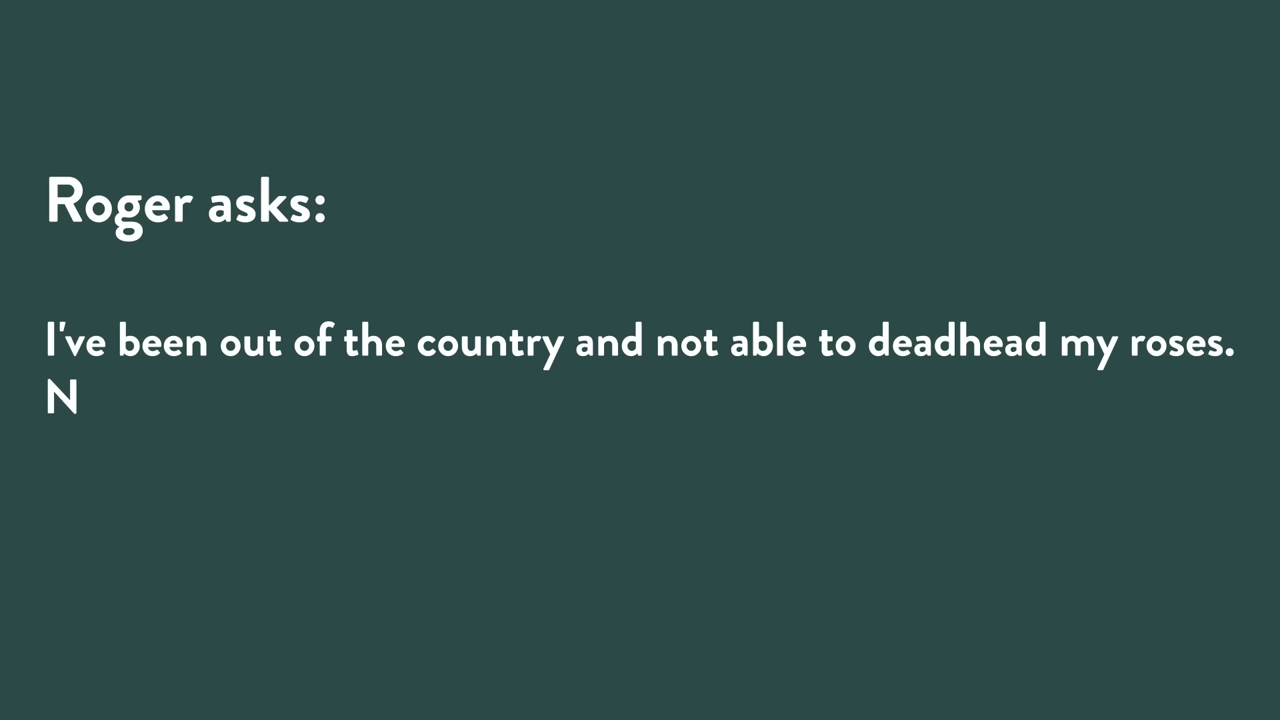 Roger asks:
I've been out of the country and not able to deadhead my roses.
N